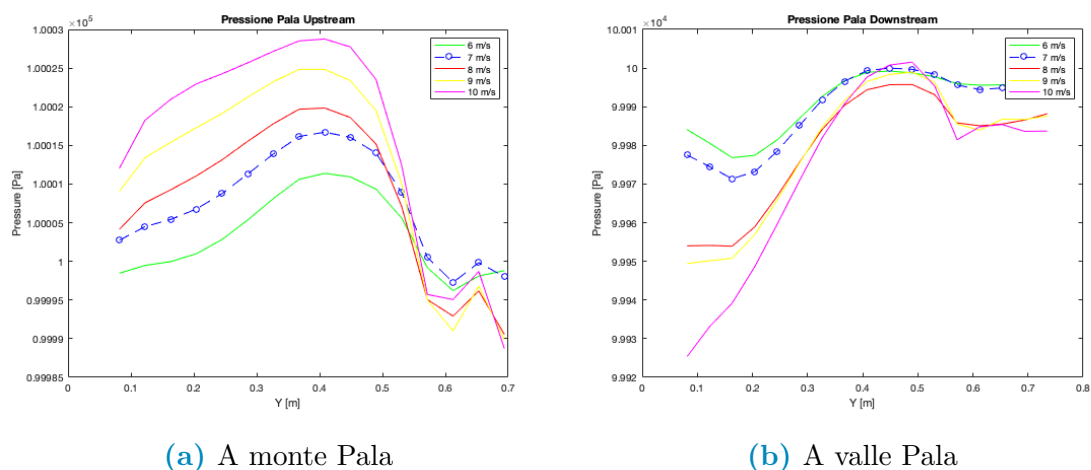 Pressione Pala Upstream
×10⁵
1.0003
1.00025
1.0002
1.00015
1.0001
1.00005
1
0.99995
0.9999
0.99985
Pressure [Pa]
0 0.1 0.2 0.3 0.4 0.5 0.6 0.7
Y [m]
6 m/s
7 m/s
8 m/s
9 m/s
10 m/s
(a) A monte Pala
Pressione Pala Downstream
×10⁴
10.001
10
9.999
9.998
9.997
9.996
9.995
9.994
9.993
9.992
Pressure [Pa]
0 0.1 0.2 0.3 0.4 0.5 0.6 0.7 0.8
Y [m]
6 m/s
7 m/s
8 m/s
9 m/s
10 m/s
(b) A valle Pala